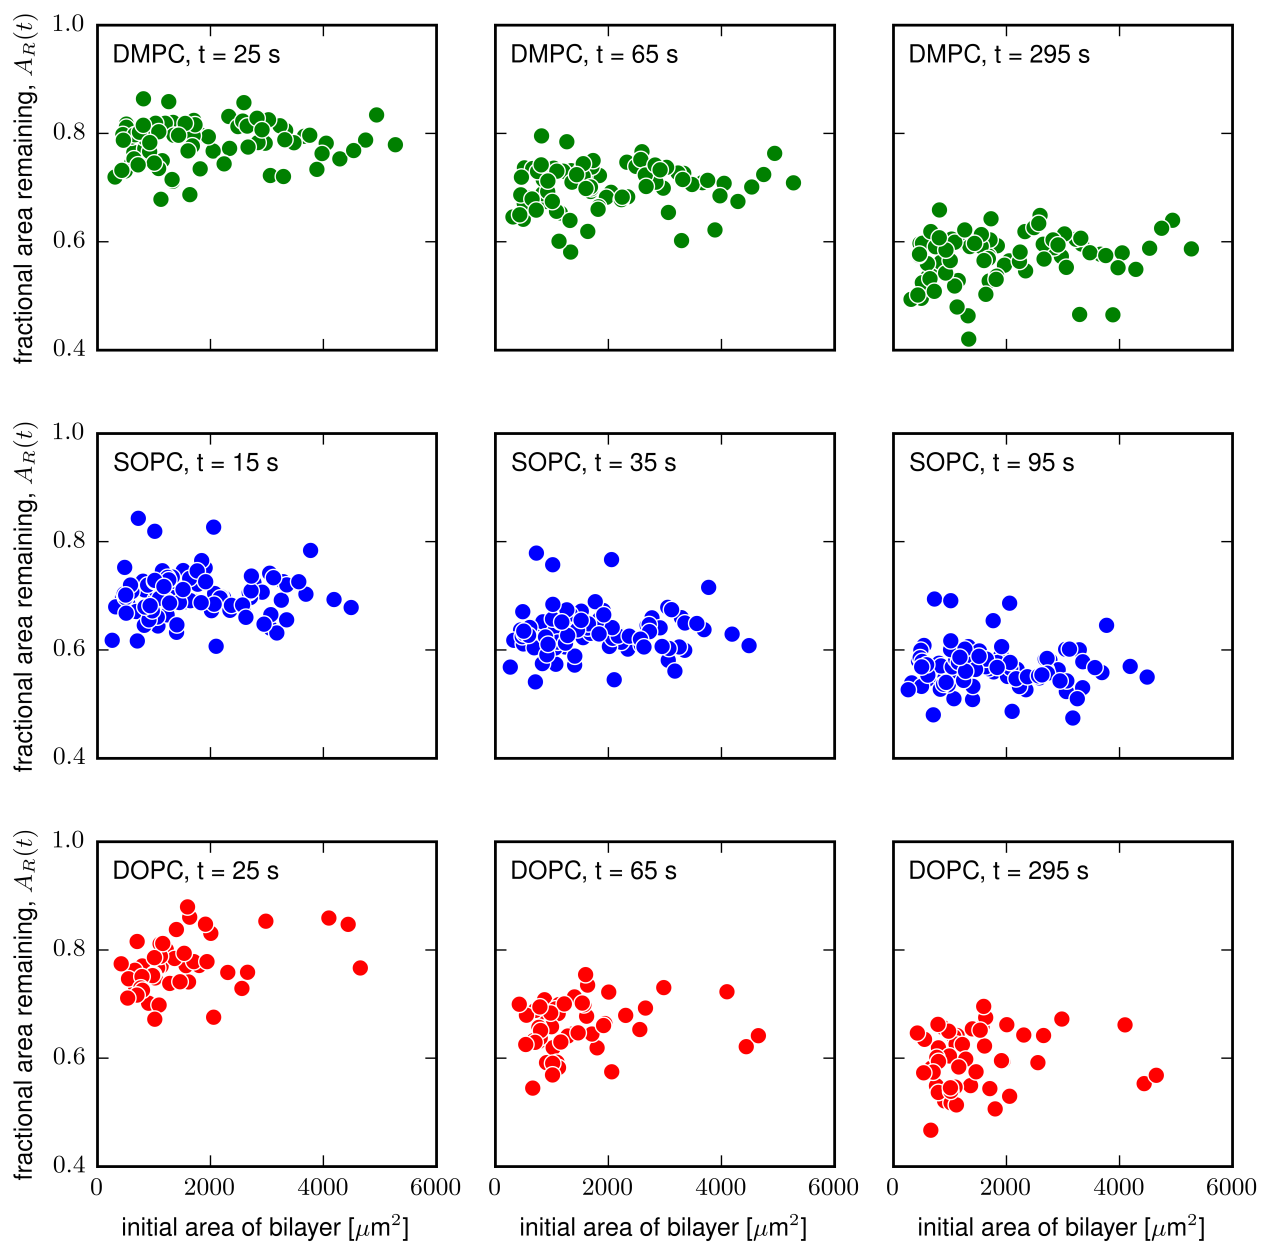 1.0
0.8
0.6
0.4
fractional area remaining, A_R(t)
DMPC, t = 25 s
DMPC, t = 65 s
DMPC, t = 295 s
1.0
0.8
0.6
0.4
fractional area remaining, A_R(t)
SOPC, t = 15 s
SOPC, t = 35 s
SOPC, t = 95 s
1.0
0.8
0.6
0.4
fractional area remaining, A_R(t)
DOPC, t = 25 s
DOPC, t = 65 s
DOPC, t = 295 s
0 2000 4000 6000
0 2000 4000 6000
0 2000 4000 6000
initial area of bilayer [μm²]
initial area of bilayer [μm²]
initial area of bilayer [μm²]